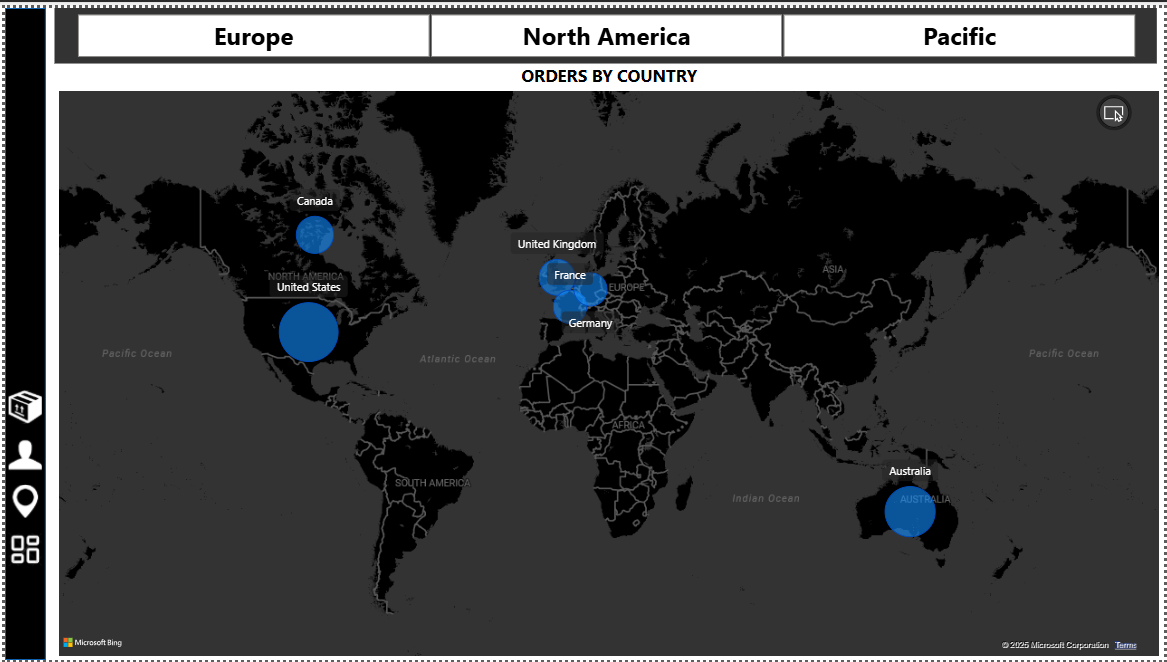 Europe
North America
Pacific
ORDERS BY COUNTRY
Canada
United Kingdom
ASIA
NORTH AMERICA
France
United States
EUROPE
Germany
Pacific Ocean
Atlantic Ocean
Pacific Ocean
AFRICA
Australia
SOUTH AMERICA
Indian Ocean
AUSTRALIA
Microsoft Bing
© 2025 Microsoft Corporation Terms